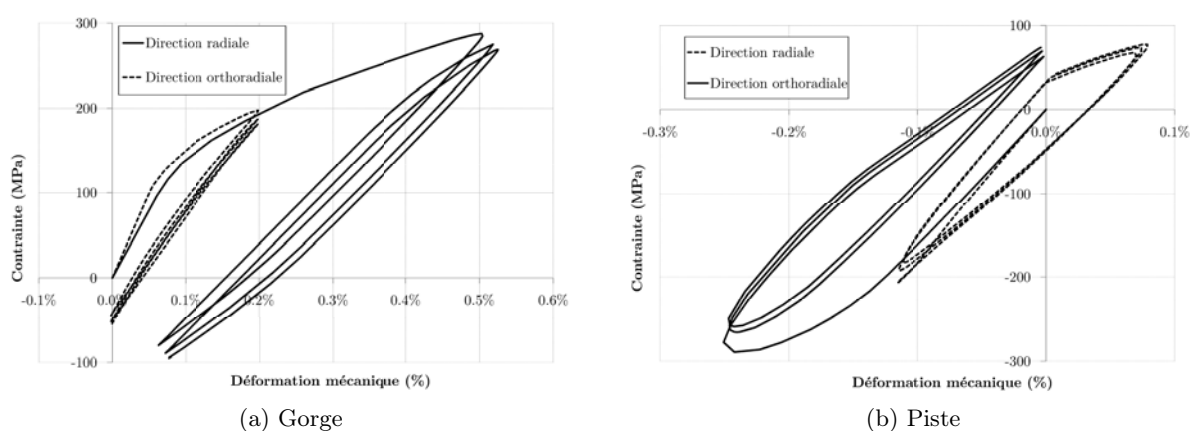 300
200
100
0
-100
-0.1%
0.0%
0.1%
0.2%
0.3%
0.4%
0.5%
0.6%
Contrainte (MPa)
Déformation mécanique (%)
Direction radiale
Direction orthoradiale
(a) Gorge
100
0
-100
-200
-300
-0.3%
-0.2%
-0.1%
0.0%
0.1%
Contrainte (MPa)
Déformation mécanique (%)
Direction radiale
Direction orthoradiale
(b) Piste